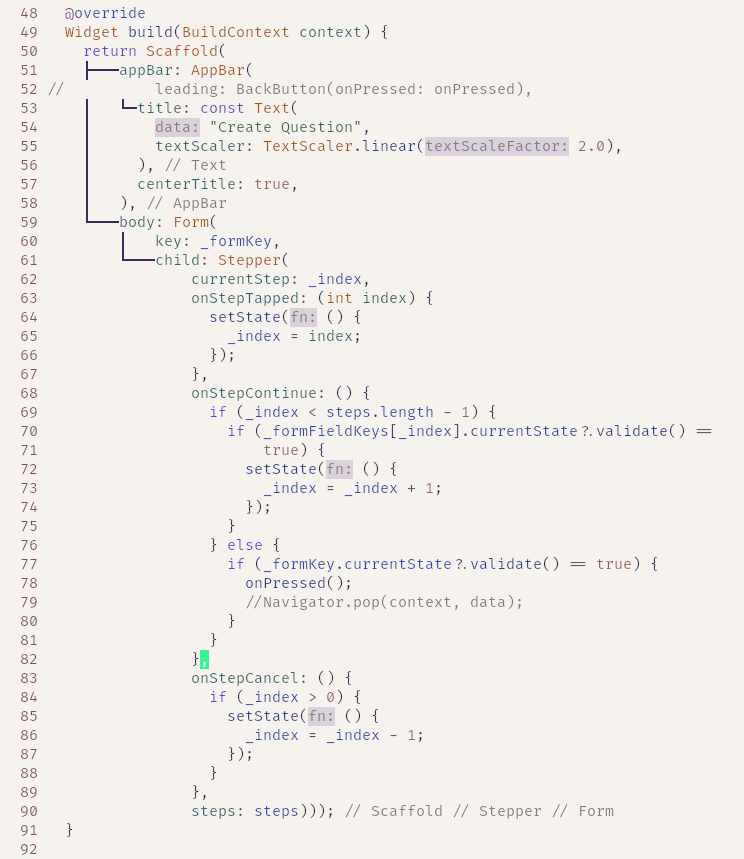 48 @override
49 Widget build(BuildContext context) {
50 return Scaffold(
51 appBar: AppBar(
52 // leading: BackButton(onPressed: onPressed),
53 title: const Text(
54 data: "Create Question",
55 textScaler: TextScaler.linear(textScaleFactor: 2.0),
56 ), // Text
57 centerTitle: true,
58 ), // AppBar
59 body: Form(
60 key: _formKey,
61 child: Stepper(
62 currentStep: _index,
63 onStepTapped: (int index) {
64 setState(fn: () {
65 _index = index;
66 });
67 },
68 onStepContinue: () {
69 if (_index < steps.length - 1) {
70 if (_formFieldKeys[_index].currentState?.validate() ==
71 true) {
72 setState(fn: () {
73 _index = _index + 1;
74 });
75 }
76 } else {
77 if (_formKey.currentState?.validate() == true) {
78 onPressed();
79 //Navigator.pop(context, data);
80 }
81 }
82 },
83 onStepCancel: () {
84 if (_index > 0) {
85 setState(fn: () {
86 _index = _index - 1;
87 });
88 }
89 },
90 steps: steps))); // Scaffold // Stepper // Form
91 }
92